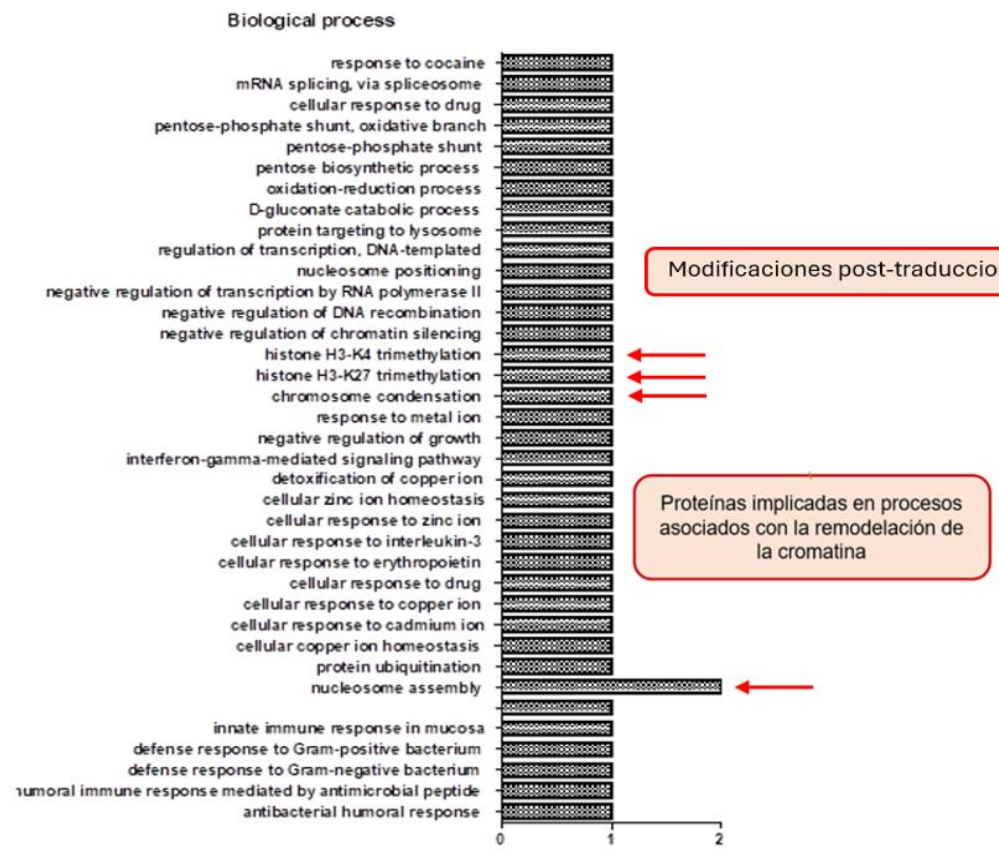 Biological process
response to cocaine
mRNA splicing, via spliceosome
cellular response to drug
pentose-phosphate shunt, oxidative branch
pentose-phosphate shunt
pentose biosynthetic process
oxidation-reduction process
D-gluconate catabolic process
protein targeting to lysosome
regulation of transcription, DNA-templated
nucleosome positioning
negative regulation of transcription by RNA polymerase II
negative regulation of DNA recombination
negative regulation of chromatin silencing
histone H3-K4 trimethylation
histone H3-K27 trimethylation
chromosome condensation
response to metal ion
negative regulation of growth
interferon-gamma-mediated signaling pathway
detoxification of copper ion
cellular zinc ion homeostasis
cellular response to zinc ion
cellular response to interleukin-3
cellular response to erythropoietin
cellular response to drug
cellular response to copper ion
cellular response to cadmium ion
cellular copper ion homeostasis
protein ubiquitination
nucleosome assembly
innate immune response in mucosa
defense response to Gram-positive bacterium
defense response to Gram-negative bacterium
humoral immune response mediated by antimicrobial peptide
antibacterial humoral response
0 1 2
Modificaciones post-traduccio
Proteínas implicadas en procesos
asociados con la remodelación de
la cromatina